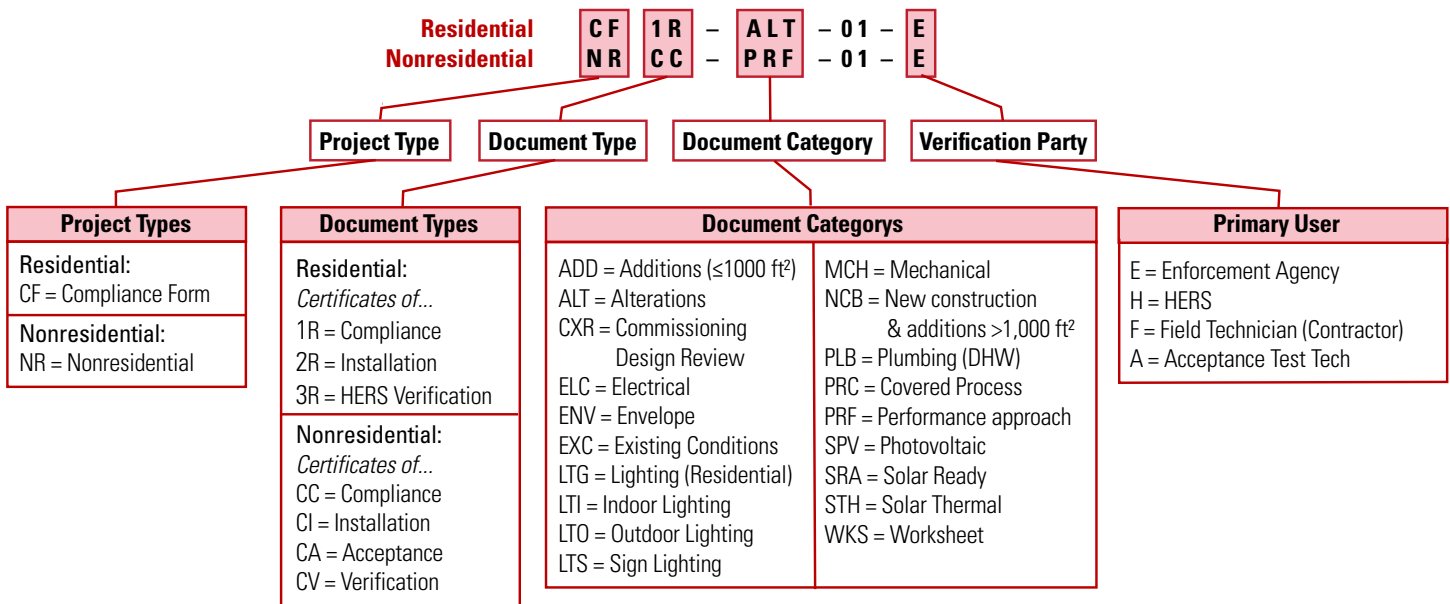 Residential CF 1R – ALT – 01 – E
Nonresidential NR CC – PRF – 01 – E
Project Type
Document Type
Document Category
Verification Party
Project Types
Residential:
CF = Compliance Form
Nonresidential:
NR = Nonresidential
Document Types
Residential:
Certificates of...
1R = Compliance
2R = Installation
3R = HERS Verification
Nonresidential:
Certificates of...
CC = Compliance
CI = Installation
CA = Acceptance
CV = Verification
Document Categorys
ADD = Additions (≤1000 ft²)
ALT = Alterations
CXR = Commissioning
Design Review
ELC = Electrical
ENV = Envelope
EXC = Existing Conditions
LTG = Lighting (Residential)
LTI = Indoor Lighting
LTO = Outdoor Lighting
LTS = Sign Lighting
MCH = Mechanical
NCB = New construction
& additions >1,000 ft²
PLB = Plumbing (DHW)
PRC = Covered Process
PRF = Performance approach
SPV = Photovoltaic
SRA = Solar Ready
STH = Solar Thermal
WKS = Worksheet
Primary User
E = Enforcement Agency
H = HERS
F = Field Technician (Contractor)
A = Acceptance Test Tech